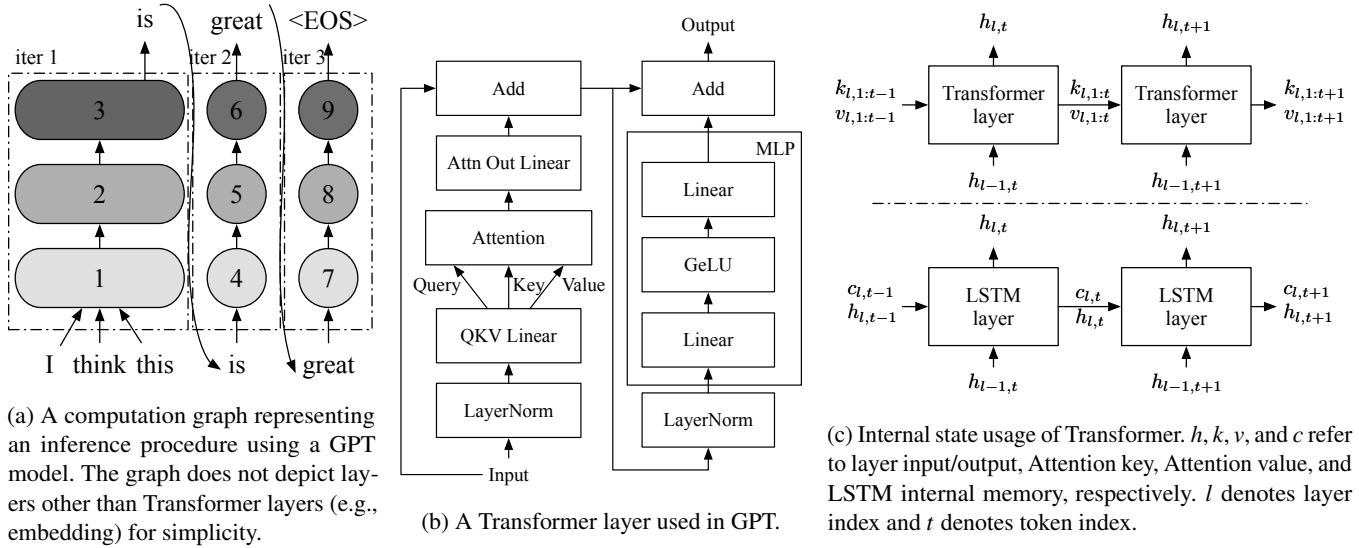 is great <EOS>
iter 1 iter 2 iter 3
3 6 9
2 5 8
1 4 7
I think this is great
(a) A computation graph representing
an inference procedure using a GPT
model. The graph does not depict lay-
ers other than Transformer layers (e.g.,
embedding) for simplicity.
Output
Add Add
MLP
Attn Out Linear Linear
Attention GeLU
Query Key Value
QKV Linear Linear
LayerNorm LayerNorm
Input
(b) A Transformer layer used in GPT.
h_{l,t} h_{l,t+1}
k_{l,1:t−1} Transformer k_{l,1:t} Transformer k_{l,1:t+1}
v_{l,1:t−1} layer v_{l,1:t} layer v_{l,1:t+1}
h_{l−1,t} h_{l−1,t+1}
h_{l,t} h_{l,t+1}
c_{l,t−1} LSTM c_{l,t} LSTM c_{l,t+1}
h_{l,t−1} layer h_{l,t} layer h_{l,t+1}
h_{l−1,t} h_{l−1,t+1}
(c) Internal state usage of Transformer. h, k, v, and c refer
to layer input/output, Attention key, Attention value, and
LSTM internal memory, respectively. l denotes layer
index and t denotes token index.